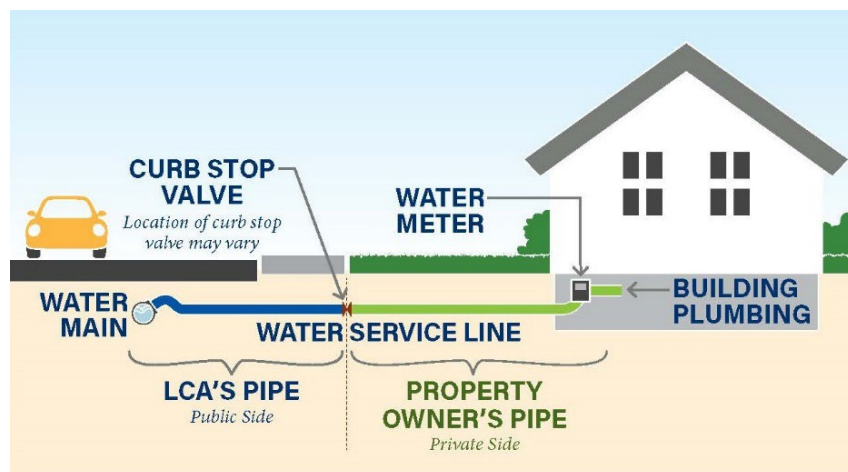 CURB STOP
VALVE
Location of curb stop
valve may vary
WATER
METER
WATER
MAIN
BUILDING
PLUMBING
WATER SERVICE LINE
LCA'S PIPE
Public Side
PROPERTY
OWNER'S PIPE
Private Side